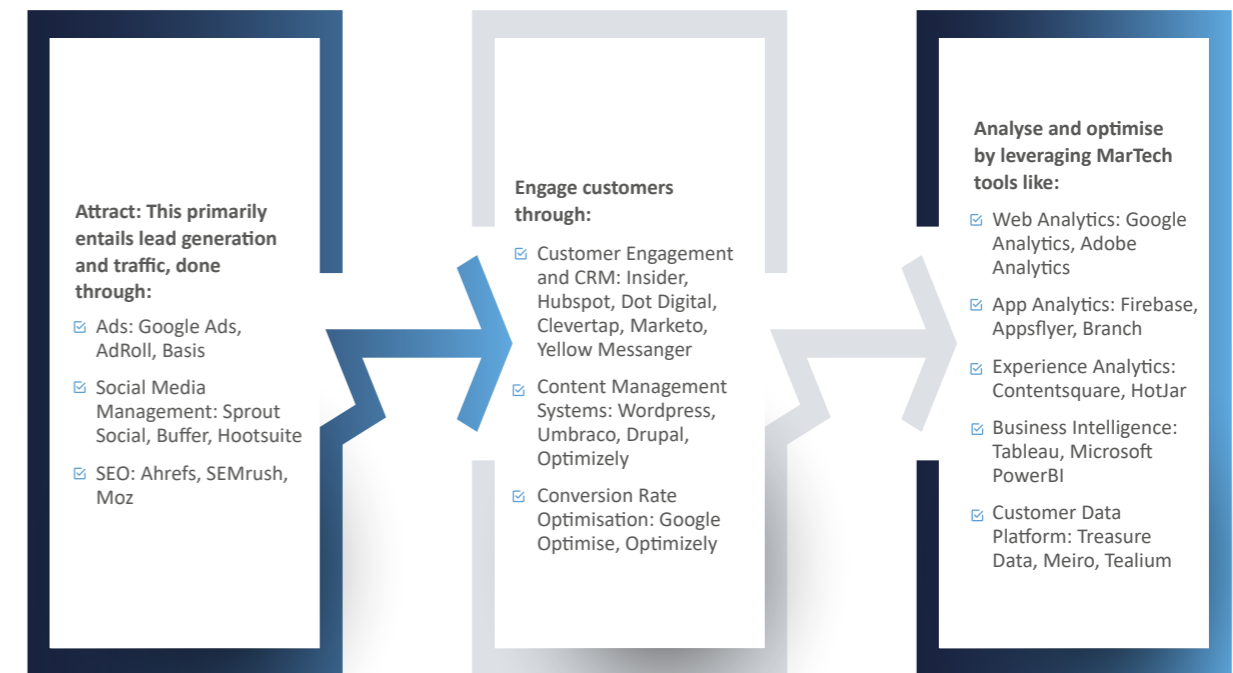 Attract: This primarily
entails lead generation
and traffic, done
through:
Ads: Google Ads,
AdRoll, Basis
Social Media
Management: Sprout
Social, Buffer, Hootsuite
SEO: Ahrefs, SEMrush,
Moz
Engage customers
through:
Customer Engagement
and CRM: Insider,
Hubspot, Dot Digital,
Clevertap, Marketo,
Yellow Messanger
Content Management
Systems: Wordpress,
Umbraco, Drupal,
Optimizely
Conversion Rate
Optimisation: Google
Optimise, Optimizely
Analyse and optimise
by leveraging MarTech
tools like:
Web Analytics: Google
Analytics, Adobe
Analytics
App Analytics: Firebase,
Appsflyer, Branch
Experience Analytics:
Contentsquare, HotJar
Business Intelligence:
Tableau, Microsoft
PowerBI
Customer Data
Platform: Treasure
Data, Meiro, Tealium